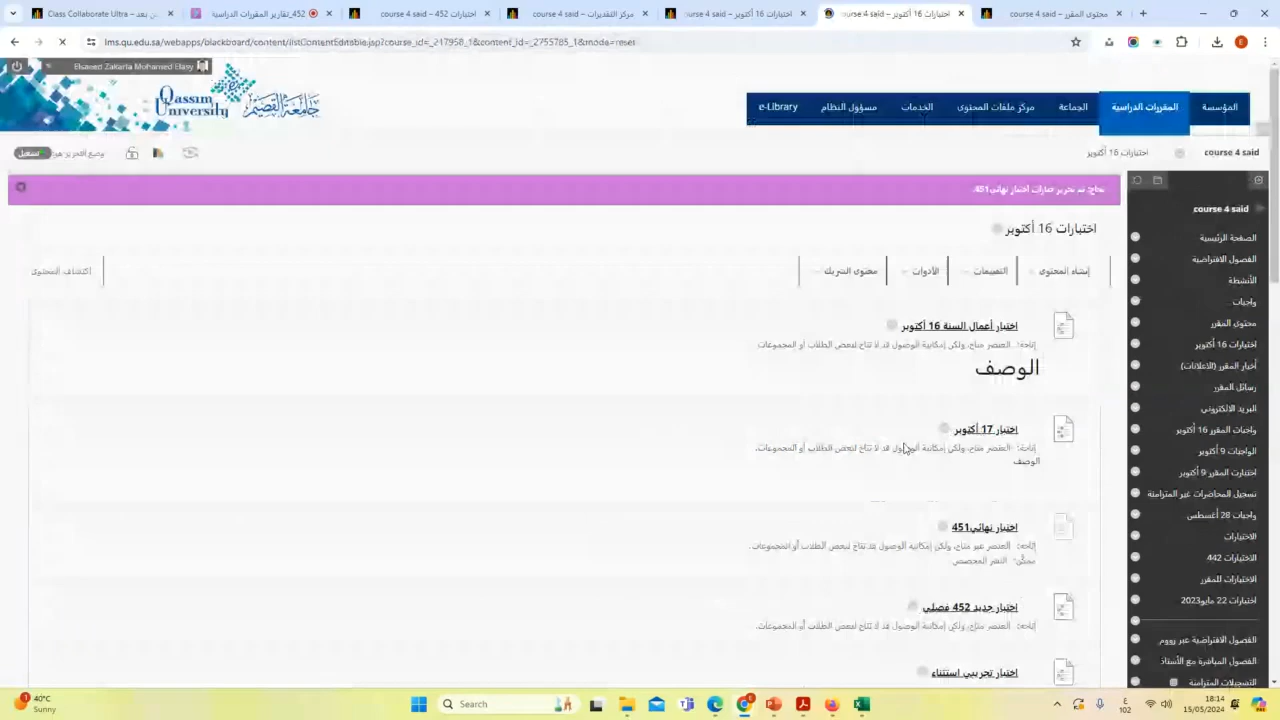 Class Collaborate Ultra – من بعد
452_تقارير المقررات الدراسية
course 4 said – 452 اختبارات
course 4 said – مركز التقديرات
course 4 said – اختبارات 16 أكتوبر
course 4 said – اختبارات 16 أكتوبر
course 4 said – محتوى المقرر
lms.qu.edu.sa/webapps/blackboard/content/listContentEditable.jsp?course_id=_217958_1&content_id=_2755785_1&mode=reset
Elsaeed Zakaria Mohamed Elasy
Qassim University
جامعة القصيم
المؤسسة
المقررات الدراسية
الجماعة
مركز ملفات المحتوى
الخدمات
مسؤول النظام
e-Library
course 4 said
اختبارات 16 أكتوبر
وضع التحرير هو: تشغيل
نجاح: تم تحرير خيارات اختبار نهائي451.
اختبارات 16 أكتوبر
إنشاء المحتوى
التقييمات
الأدوات
محتوى الشريك
اكتشاف المحتوى
اختبار أعمال السنة 16 أكتوبر
إتاحة: العنصر متاح، ولكن إمكانية الوصول قد لا تتاح لبعض الطلاب أو المجموعات.
الوصف
اختبار 17 أكتوبر
إتاحة: العنصر متاح، ولكن إمكانية الوصول قد لا تتاح لبعض الطلاب أو المجموعات.
الوصف
اختبار نهائي451
إتاحة: العنصر غير متاح، ولكن إمكانية الوصول قد تتاح لبعض الطلاب أو المجموعات.
ممكّن: النشر المخصص
اختبار جديد 452 فصلي
إتاحة: العنصر متاح، ولكن إمكانية الوصول قد لا تتاح لبعض الطلاب أو المجموعات.
اختبار تجريبي استثناء
course 4 said
الصفحة الرئيسية
الفصول الافتراضية
الأنشطة
واجبات
محتوى المقرر
اختبارات 16 أكتوبر
أخبار المقرر (الاعلانات)
رسائل المقرر
البريد الالكتروني
واجبات المقرر 16 أكتوبر
الواجبات 9 أكتوبر
اختبارات المقرر 9 أكتوبر
تسجيل المحاضرات غير المتزامنة
واجبات 28 أغسطس
الاختبارات
الاختبارات 442
الاختبارات للمقرر
اختبارات 22 مايو2023
الفصول الافتراضية عبر زووم
الفصول المباشرة مع الأستاذ
التسجيلات المتزامنة
40°C
Sunny
Search
ع
102
18:14
15/05/2024